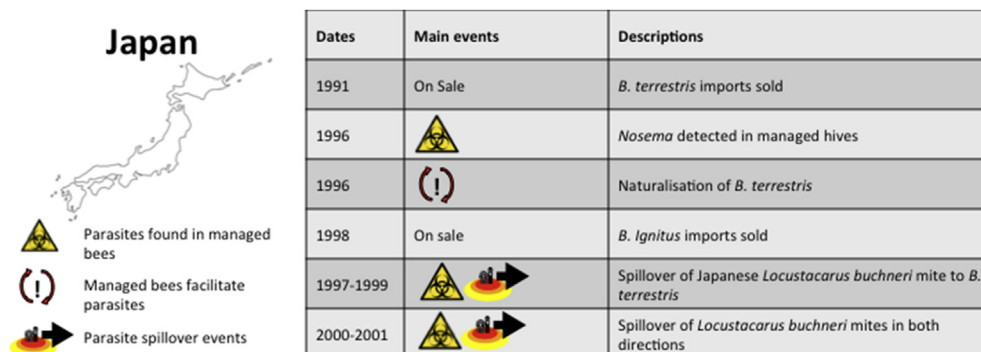 Japan
Parasites found in managed
bees
Managed bees facilitate
parasites
Parasite spillover events
Dates Main events Descriptions
1991 On Sale B. terrestris imports sold
1996 Nosema detected in managed hives
1996 Naturalisation of B. terrestris
1998 On sale B. Ignitus imports sold
1997-1999 Spillover of Japanese Locustacarus buchneri mite to B.
terrestris
2000-2001 Spillover of Locustacarus buchneri mites in both
directions